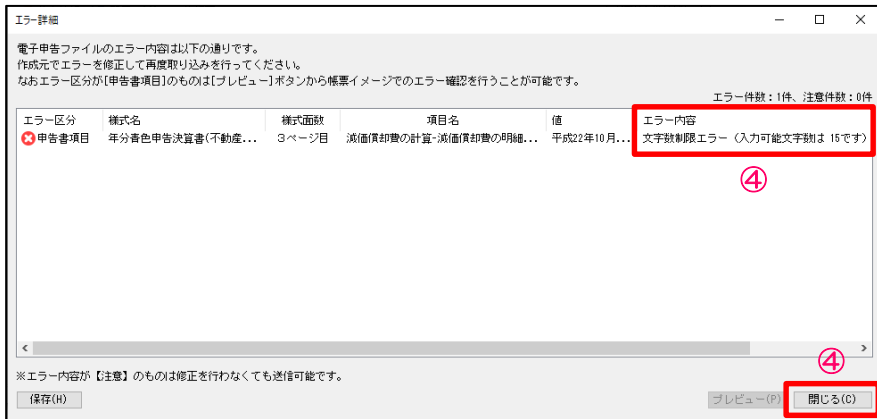 エラー詳細
電子申告ファイルのエラー内容は以下の通りです。
作成元でエラーを修正して再度取り込みを行ってください。
なおエラー区分が[申告書項目]のものは[プレビュー]ボタンから帳票イメージでのエラー確認を行うことが可能です。
エラー件数：1件、注意件数：0件
エラー区分 様式名 様式面数 項目名 値 エラー内容
申告書項目 年分青色申告決算書(不動産... 3ページ目 減価償却費の計算-減価償却費の明細... 平成22年10月... 文字数制限エラー（入力可能文字数は 15です）
④
④
※エラー内容が【注意】のものは修正を行わなくても送信可能です。
保存(H) プレビュー(P) 閉じる(C)